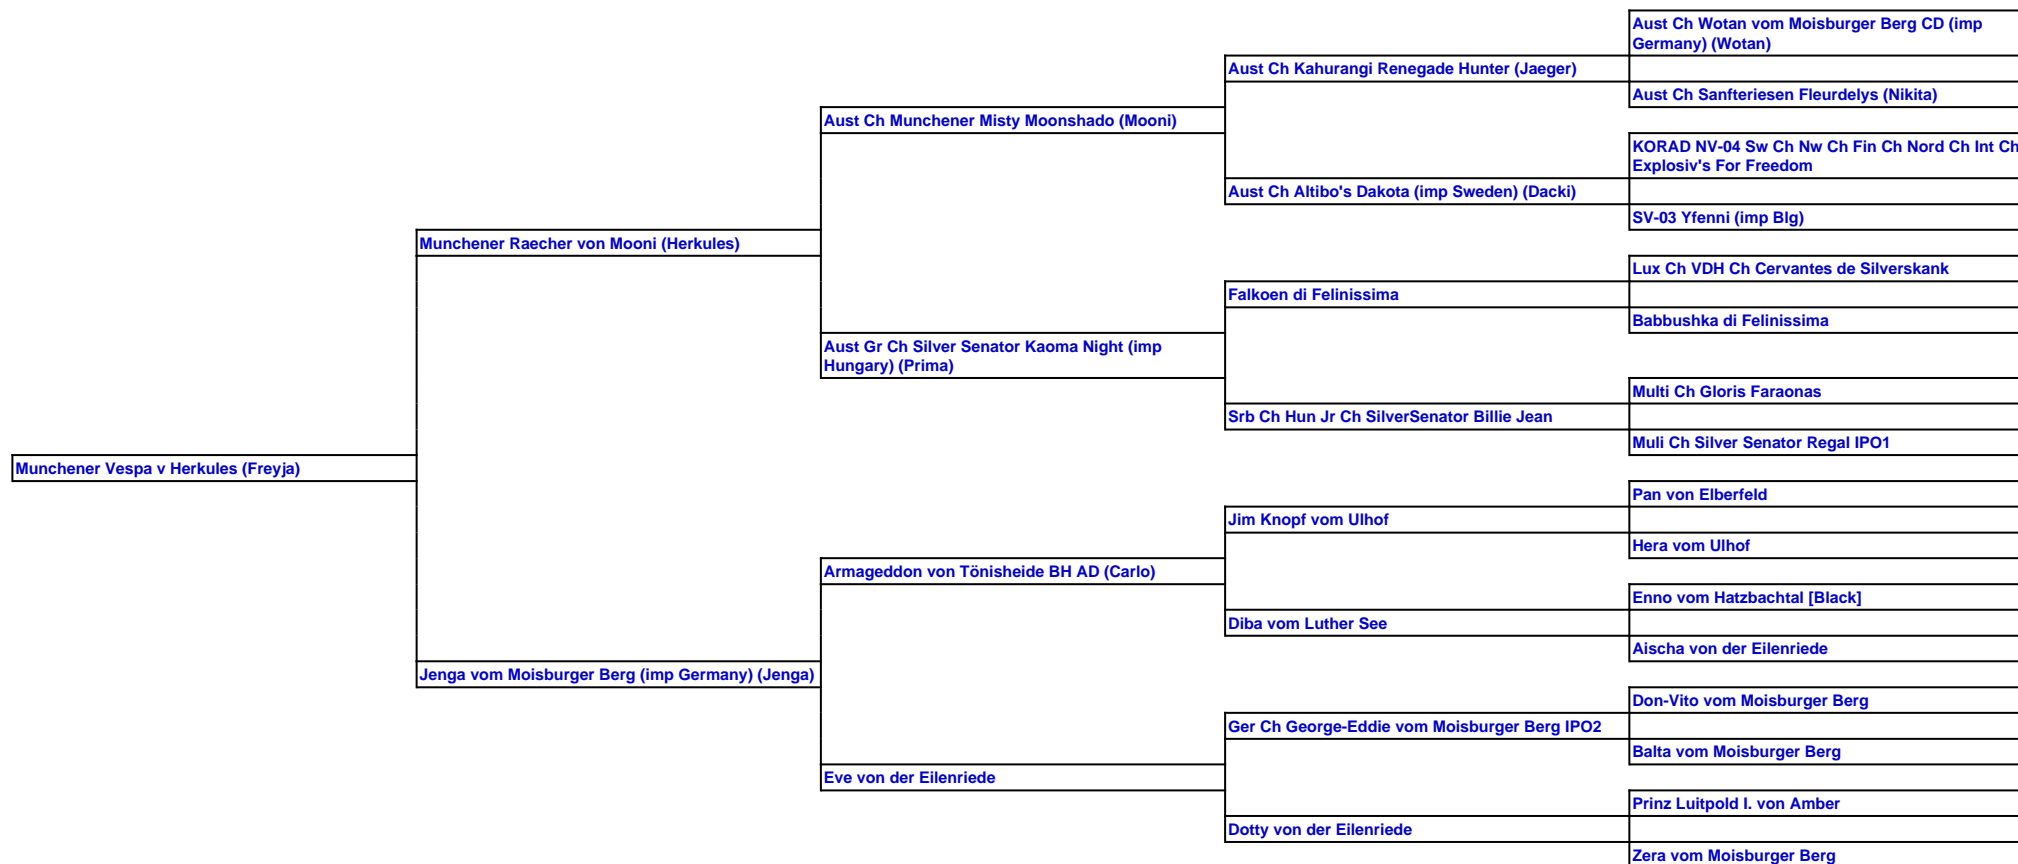 Aust Ch Wotan vom Moisburger Berg CD (imp
Germany) (Wotan)
Aust Ch Kahurangi Renegade Hunter (Jaeger)
Aust Ch Sanfteriesen Fleurdelys (Nikita)
Aust Ch Munchener Misty Moonshado (Mooni)
KORAD NV-04 Sw Ch Nw Ch Fin Ch Nord Ch Int Ch
Explosiv's For Freedom
Aust Ch Altibo's Dakota (imp Sweden) (Dacki)
SV-03 Yfenni (imp Blg)
Munchener Raecher von Mooni (Herkules)
Lux Ch VDH Ch Cervantes de Silverskank
Falkoen di Felinissima
Babbushka di Felinissima
Aust Gr Ch Silver Senator Kaoma Night (imp
Hungary) (Prima)
Multi Ch Gloris Faraonas
Srb Ch Hun Jr Ch SilverSenator Billie Jean
Muli Ch Silver Senator Regal IPO1
Munchener Vespa v Herkules (Freyja)
Pan von Elberfeld
Jim Knopf vom Ulhof
Hera vom Ulhof
Armageddon von Tönisheide BH AD (Carlo)
Enno vom Hatzbachtal [Black]
Diba vom Luther See
Aischa von der Eilenriede
Jenga vom Moisburger Berg (imp Germany) (Jenga)
Don-Vito vom Moisburger Berg
Ger Ch George-Eddie vom Moisburger Berg IPO2
Balta vom Moisburger Berg
Eve von der Eilenriede
Prinz Luitpold I. von Amber
Dotty von der Eilenriede
Zera vom Moisburger Berg